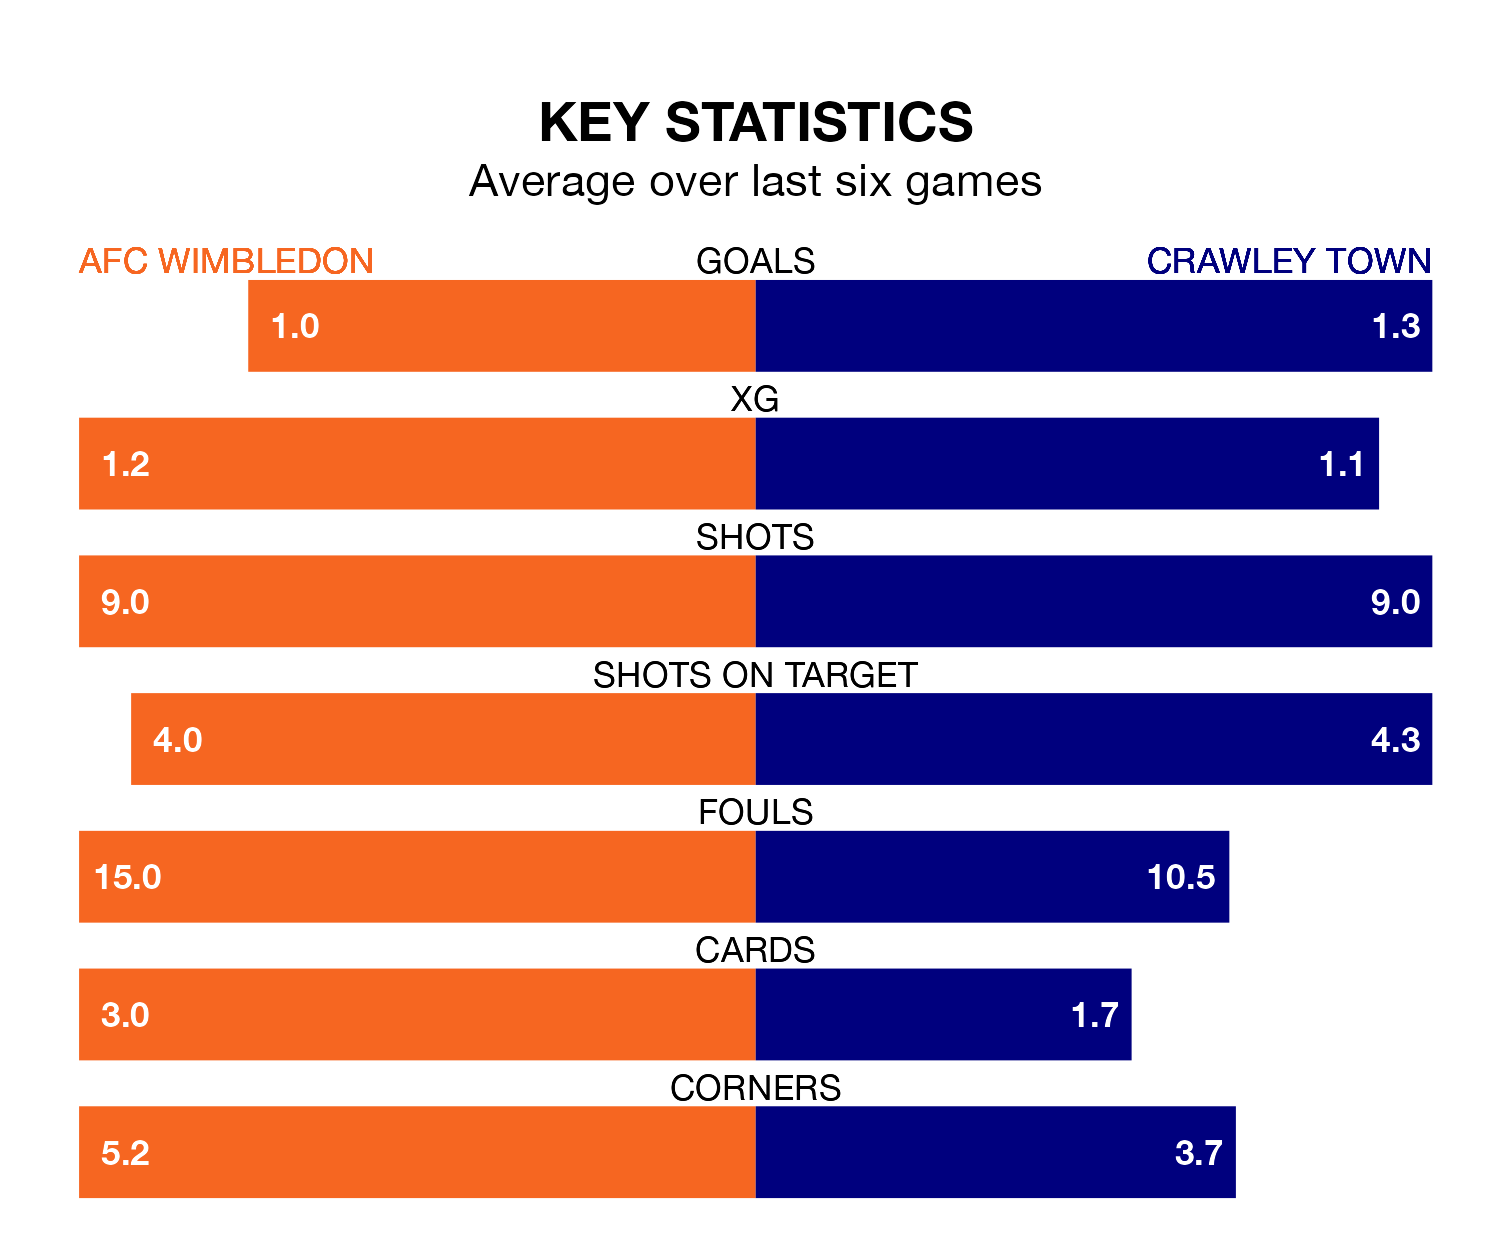 KEY STATISTICS
Average over last six games
AFC WIMBLEDON GOALS CRAWLEY TOWN
1.0 1.3
XG
1.2 1.1
SHOTS
9.0 9.0
SHOTS ON TARGET
4.0 4.3
FOULS
15.0 10.5
CARDS
3.0 1.7
CORNERS
5.2 3.7